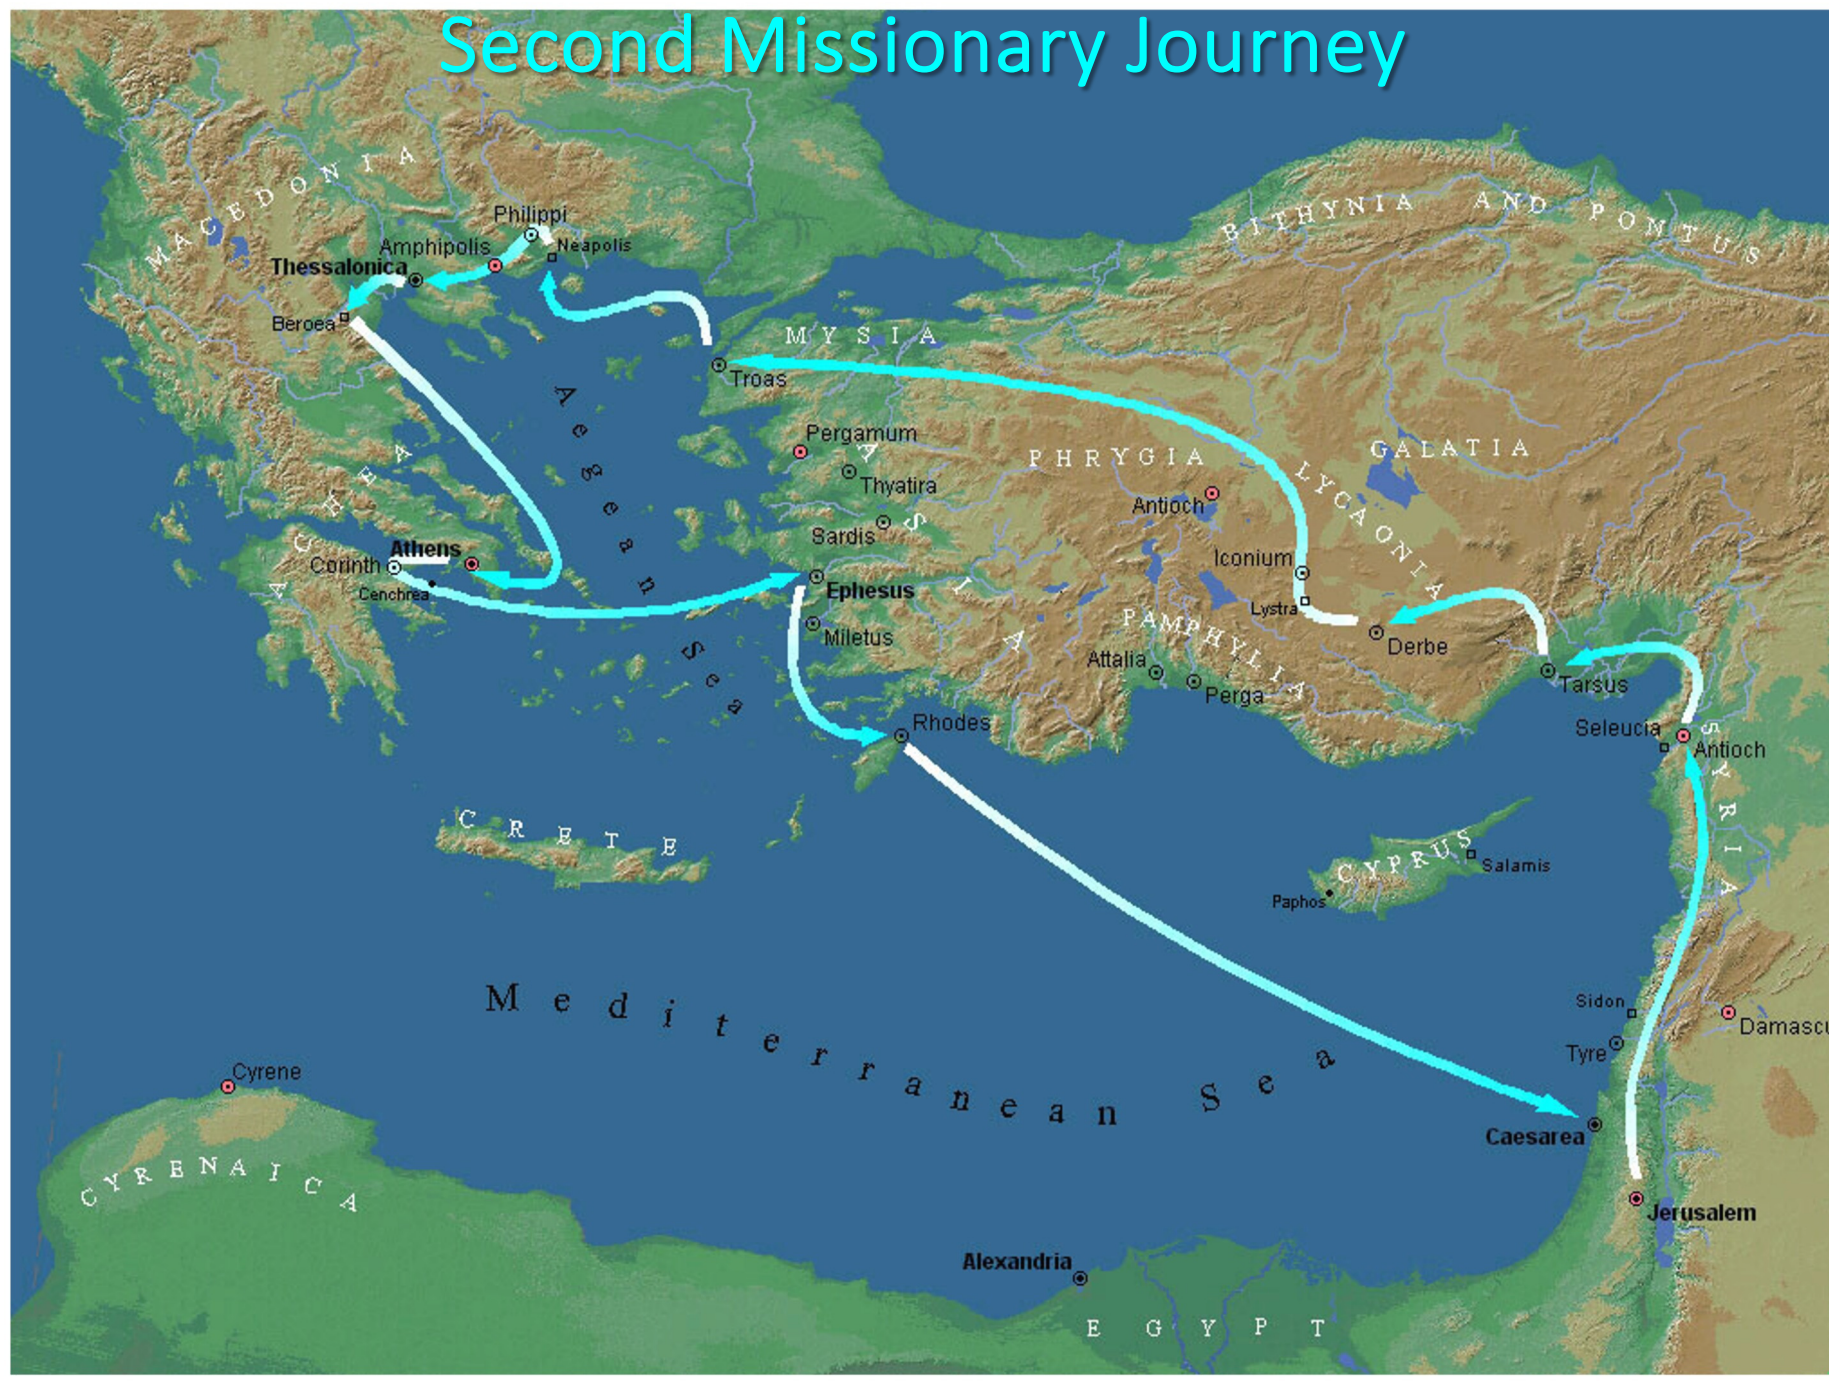 Second Missionary Journey
MACEDONIA
BITHYNIA AND PONTUS
Philippi
Neapolis
Amphipolis
Thessalonica
Beroea
MYSIA
Troas
Aegean Sea
Pergamum
Thyatira
Sardis
ASIA
PHRYGIA
Antioch
GALATIA
LYCAONIA
Iconium
Lystra
Derbe
ACHEA
Athens
Corinth
Cenchrea
Ephesus
Miletus
PAMPHYLIA
Attalia
Perga
Tarsus
Rhodes
Seleucia
Antioch
SYRIA
CRETE
CYPRUS
Salamis
Paphos
Mediterranean Sea
Sidon
Tyre
Damascu
Cyrene
CYRENAICA
Caesarea
Jerusalem
Alexandria
EGYPT